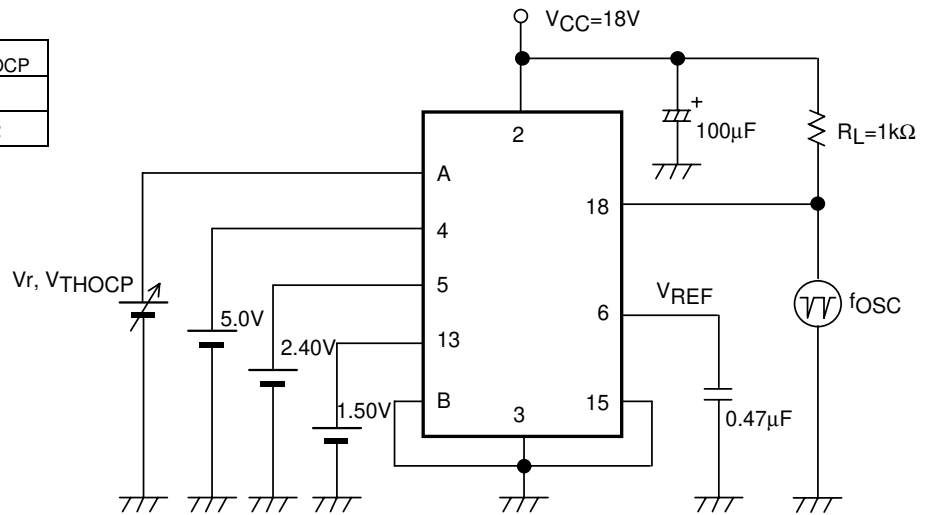 VCC=18V
2
+
100μF
RL=1kΩ
A
18
4
Vr, VTHOCP
5
VREF
6
fOSC
5.0V
13
2.40V
B
15
1.50V
3
0.47μF